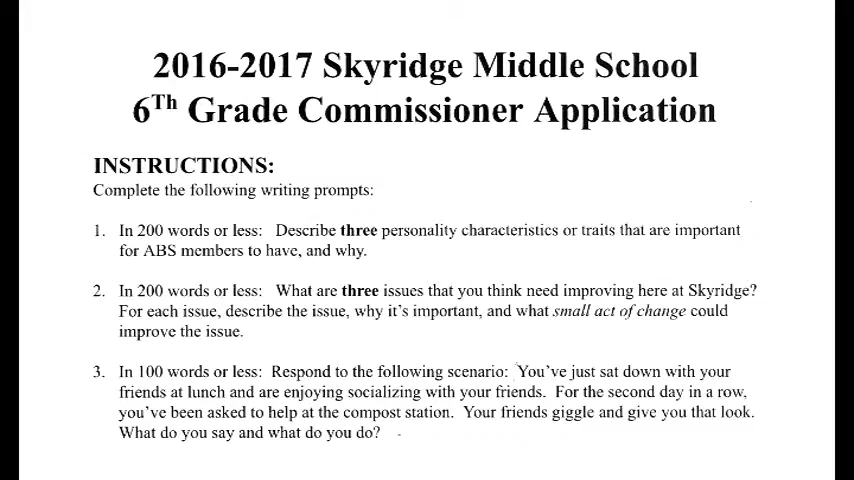 2016-2017 Skyridge Middle School
6Th Grade Commissioner Application
INSTRUCTIONS:
Complete the following writing prompts:
1. In 200 words or less: Describe three personality characteristics or traits that are important
for ABS members to have, and why.
2. In 200 words or less: What are three issues that you think need improving here at Skyridge?
For each issue, describe the issue, why it's important, and what small act of change could
improve the issue.
3. In 100 words or less: Respond to the following scenario: You've just sat down with your
friends at lunch and are enjoying socializing with your friends. For the second day in a row,
you've been asked to help at the compost station. Your friends giggle and give you that look.
What do you say and what do you do?